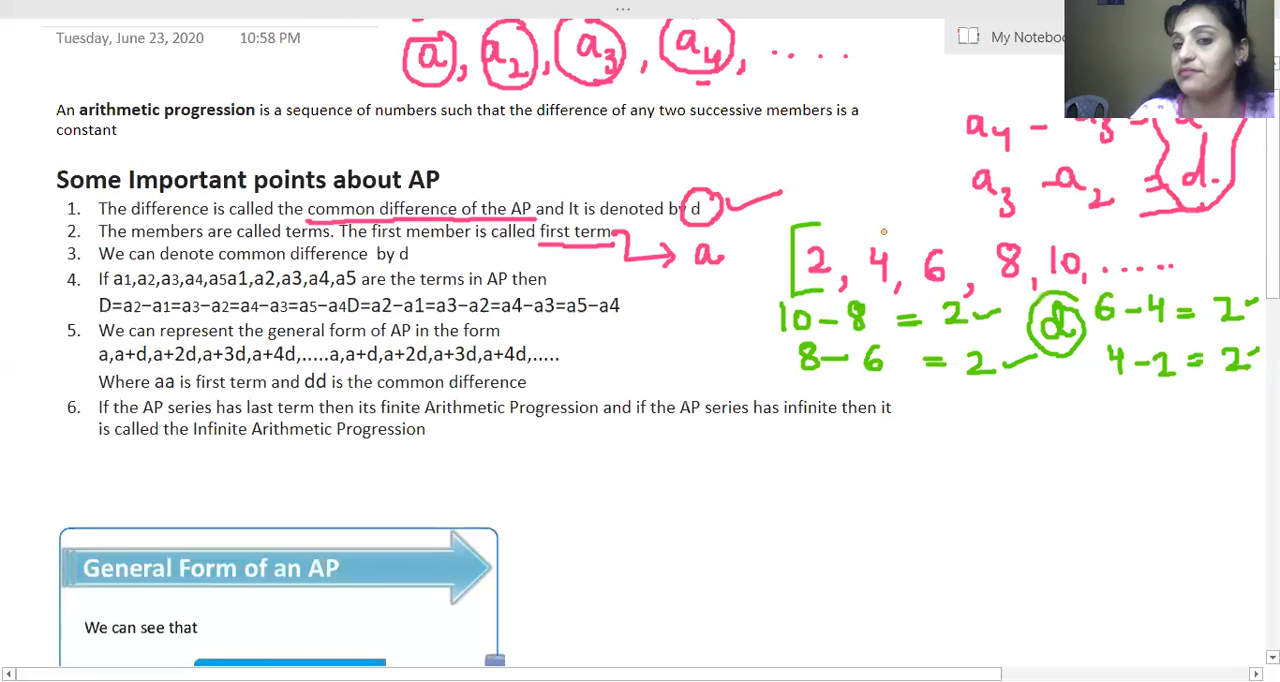 Tuesday, June 23, 2020 10:58 PM
a, a2, a3, a4, .....
My Notebo
An arithmetic progression is a sequence of numbers such that the difference of any two successive members is a
constant
a4 -
a3 - a2 = d.
Some Important points about AP
1. The difference is called the common difference of the AP and It is denoted by d
2. The members are called terms. The first member is called first term
a
3. We can denote common difference by d
2, 4, 6, 8, 10, ......
4. If a1,a2,a3,a4,a5a1,a2,a3,a4,a5 are the terms in AP then
D=a2−a1=a3−a2=a4−a3=a5−a4D=a2−a1=a3−a2=a4−a3=a5−a4
10 - 8 = 2 d 6 - 4 = 2
5. We can represent the general form of AP in the form
a,a+d,a+2d,a+3d,a+4d,.....a,a+d,a+2d,a+3d,a+4d,.....
8 - 6 = 2 4 - 2 = 2
Where aa is first term and dd is the common difference
6. If the AP series has last term then its finite Arithmetic Progression and if the AP series has infinite then it
is called the Infinite Arithmetic Progression
General Form of an AP
We can see that